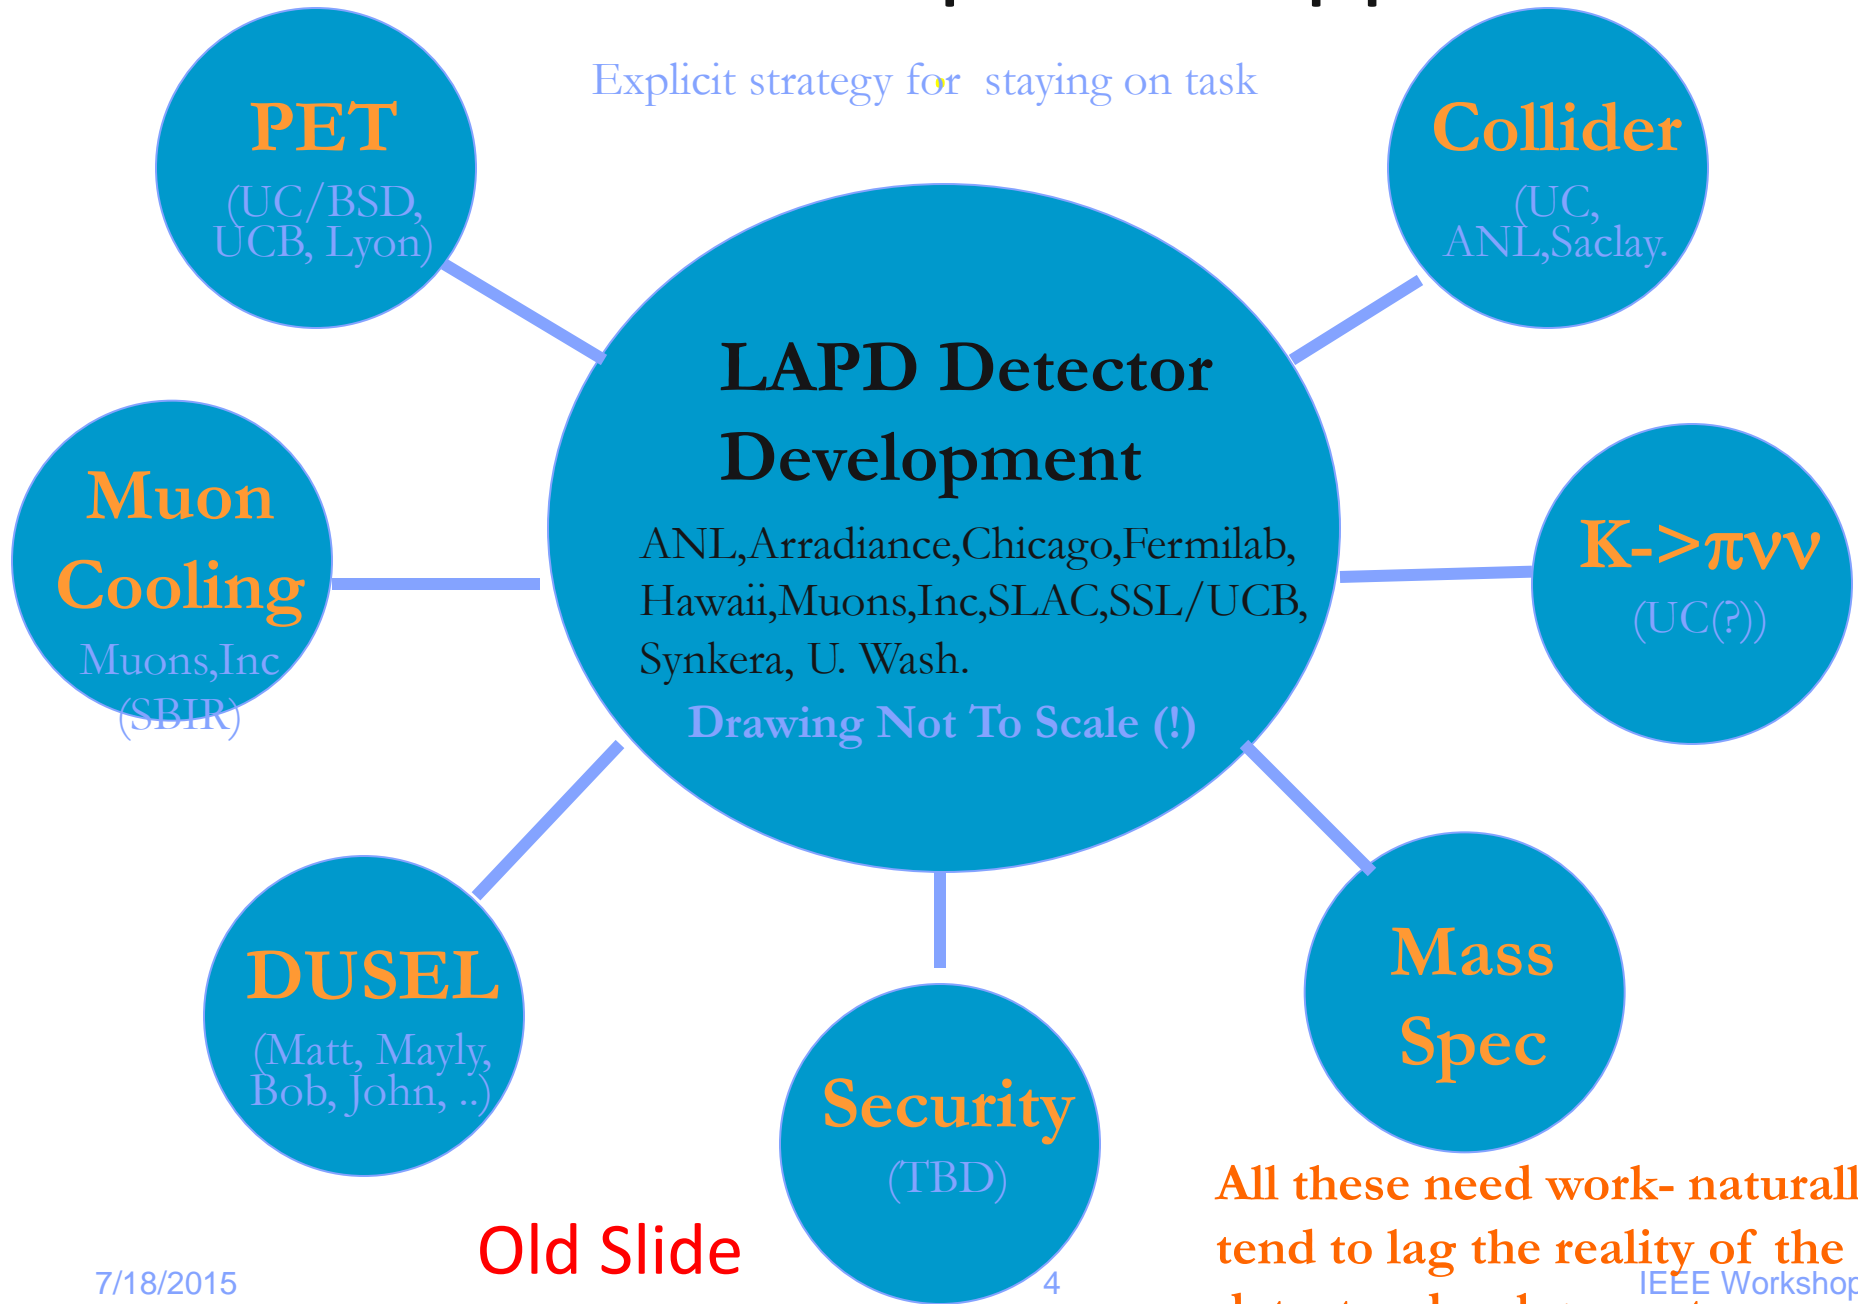 Explicit strategy for staying on task
PET
(UC/BSD,
UCB, Lyon)
Collider
(UC,
ANL,Saclay.
LAPD Detector
Development
ANL,Arradiance,Chicago,Fermilab,
Hawaii,Muons,Inc,SLAC,SSL/UCB,
Synkera, U. Wash.
Drawing Not To Scale (!)
Muon
Cooling
Muons,Inc
(SBIR)
K->πνν
(UC(?))
DUSEL
(Matt, Mayly,
Bob, John, ..)
Security
(TBD)
Mass
Spec
All these need work- naturall
tend to lag the reality of the
Old Slide
7/18/2015
4
IEEE Workshop